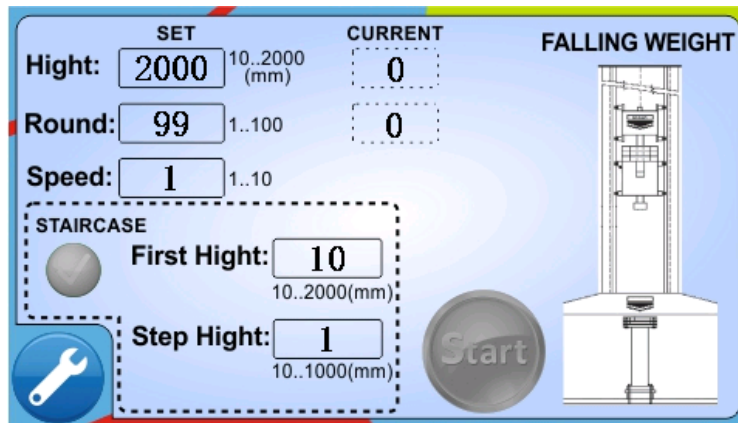 SET CURRENT
FALLING WEIGHT
Hight: 2000 10..2000 (mm) 0
Round: 99 1..100 0
Speed: 1 1..10
STAIRCASE
First Hight: 10
10..2000(mm)
Step Hight: 1
10..1000(mm)
Start